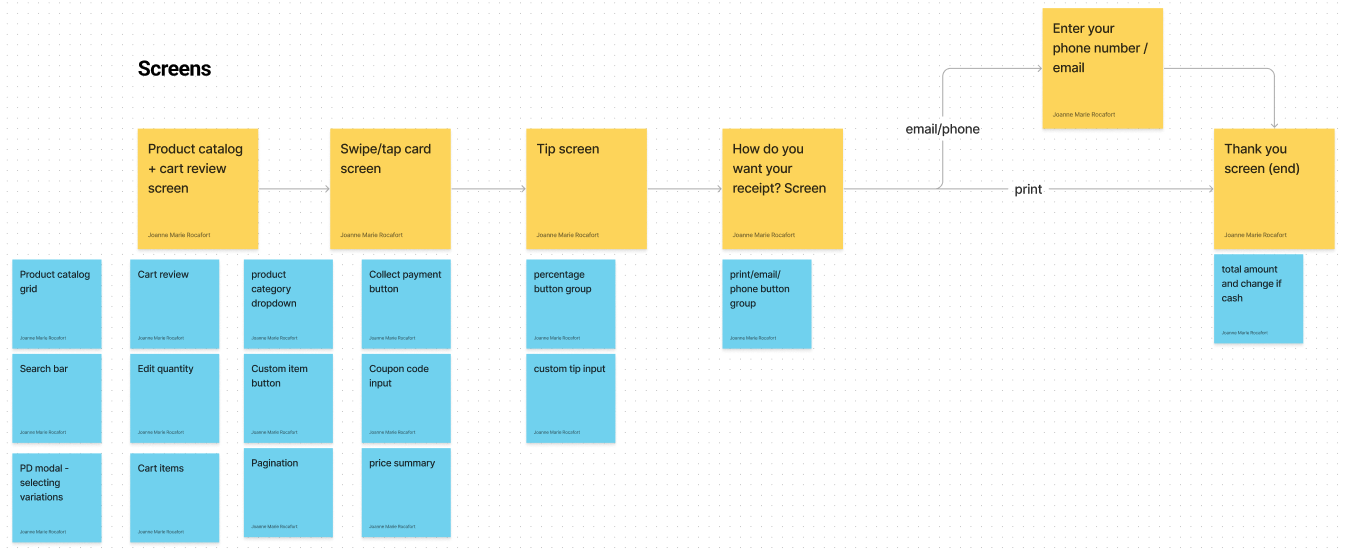 Screens
Enter your
phone number /
email
Joanne Marie Rocafort
email/phone
Product catalog
+ cart review
screen
Joanne Marie Rocafort
Swipe/tap card
screen
Joanne Marie Rocafort
Tip screen
Joanne Marie Rocafort
How do you
want your
receipt? Screen
Joanne Marie Rocafort
print
Thank you
screen (end)
Joanne Marie Rocafort
Product catalog
grid
Joanne Marie Rocafort
Cart review
Joanne Marie Rocafort
product
category
dropdown
Joanne Marie Rocafort
Collect payment
button
Joanne Marie Rocafort
percentage
button group
Joanne Marie Rocafort
print/email/
phone button
group
Joanne Marie Rocafort
total amount
and change if
cash
Joanne Marie Rocafort
Search bar
Joanne Marie Rocafort
Edit quantity
Joanne Marie Rocafort
Custom item
button
Joanne Marie Rocafort
Coupon code
input
Joanne Marie Rocafort
custom tip input
Joanne Marie Rocafort
PD modal -
selecting
variations
Joanne Marie Rocafort
Cart items
Joanne Marie Rocafort
Pagination
Joanne Marie Rocafort
price summary
Joanne Marie Rocafort